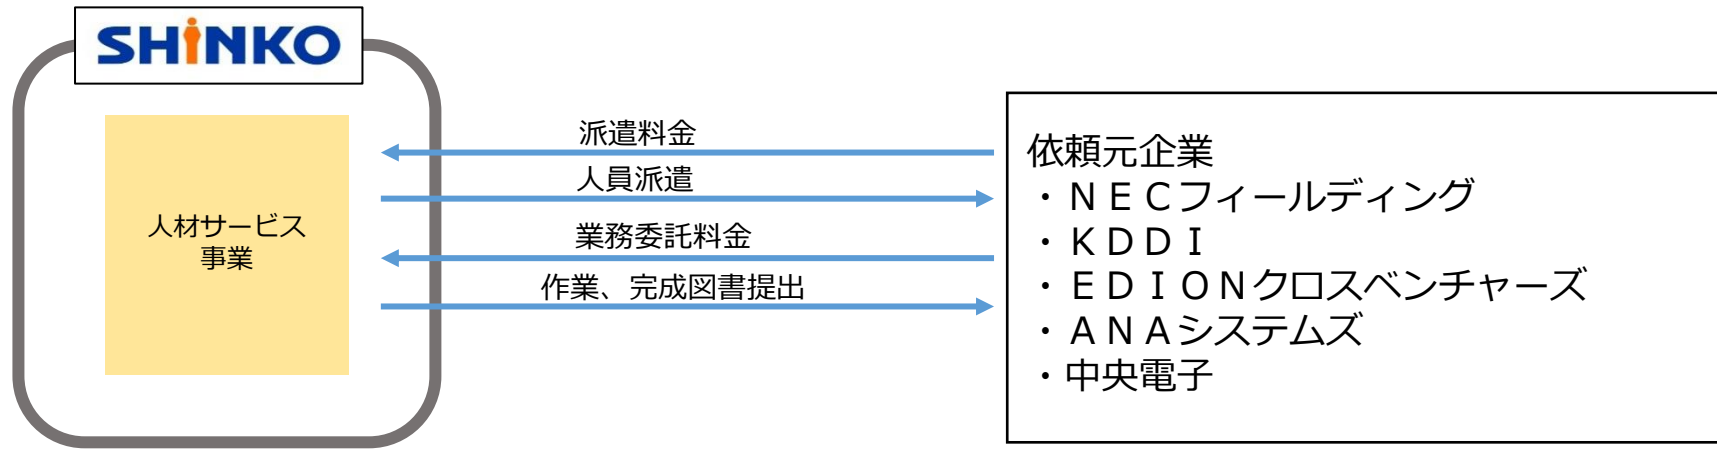 SHiNKO
人材サービス
事業
派遣料金
人員派遣
業務委託料金
作業、完成図書提出
依頼元企業
・ＮＥＣフィールディング
・ＫＤＤＩ
・ＥＤＩＯＮクロスベンチャーズ
・ＡＮＡシステムズ
・中央電子